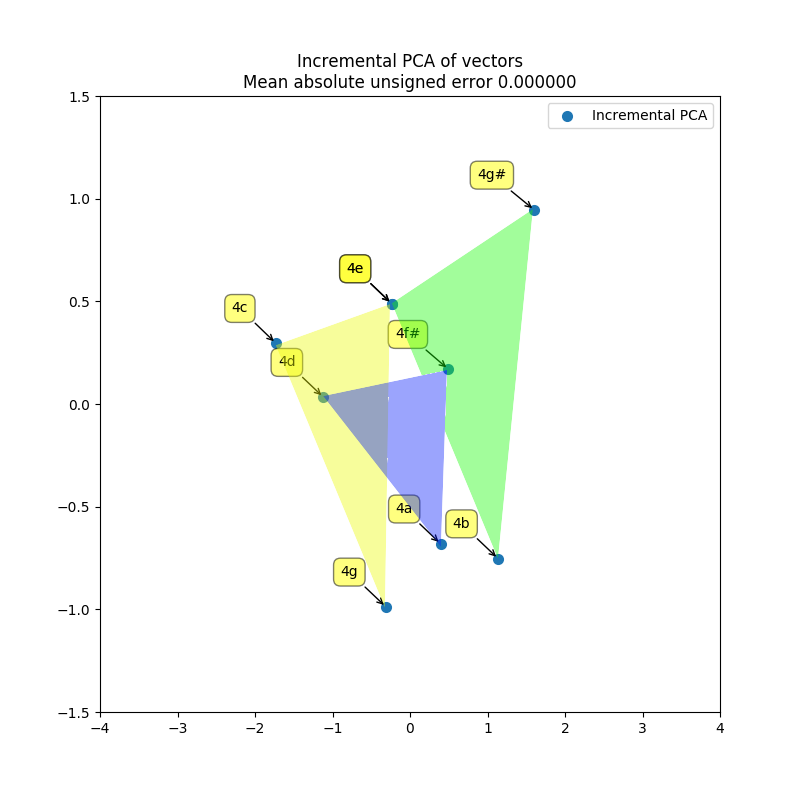 Incremental PCA of vectors
Mean absolute unsigned error 0.000000
Incremental PCA
1.5
1.0
0.5
0.0
−0.5
−1.0
−1.5
4g#
4e
4c
4f#
4d
4a
4b
4g
−4
−3
−2
−1
0
1
2
3
4